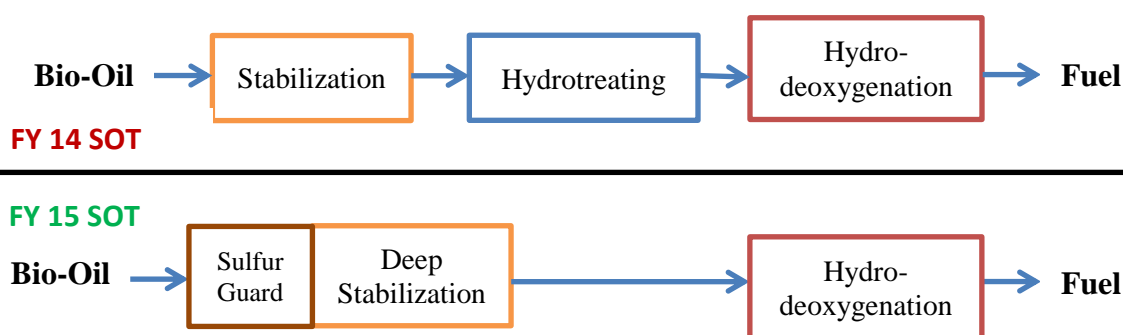 Bio-Oil
Stabilization
Hydrotreating
Hydro-
deoxygenation
Fuel
FY 14 SOT
FY 15 SOT
Bio-Oil
Sulfur
Guard
Deep
Stabilization
Hydro-
deoxygenation
Fuel